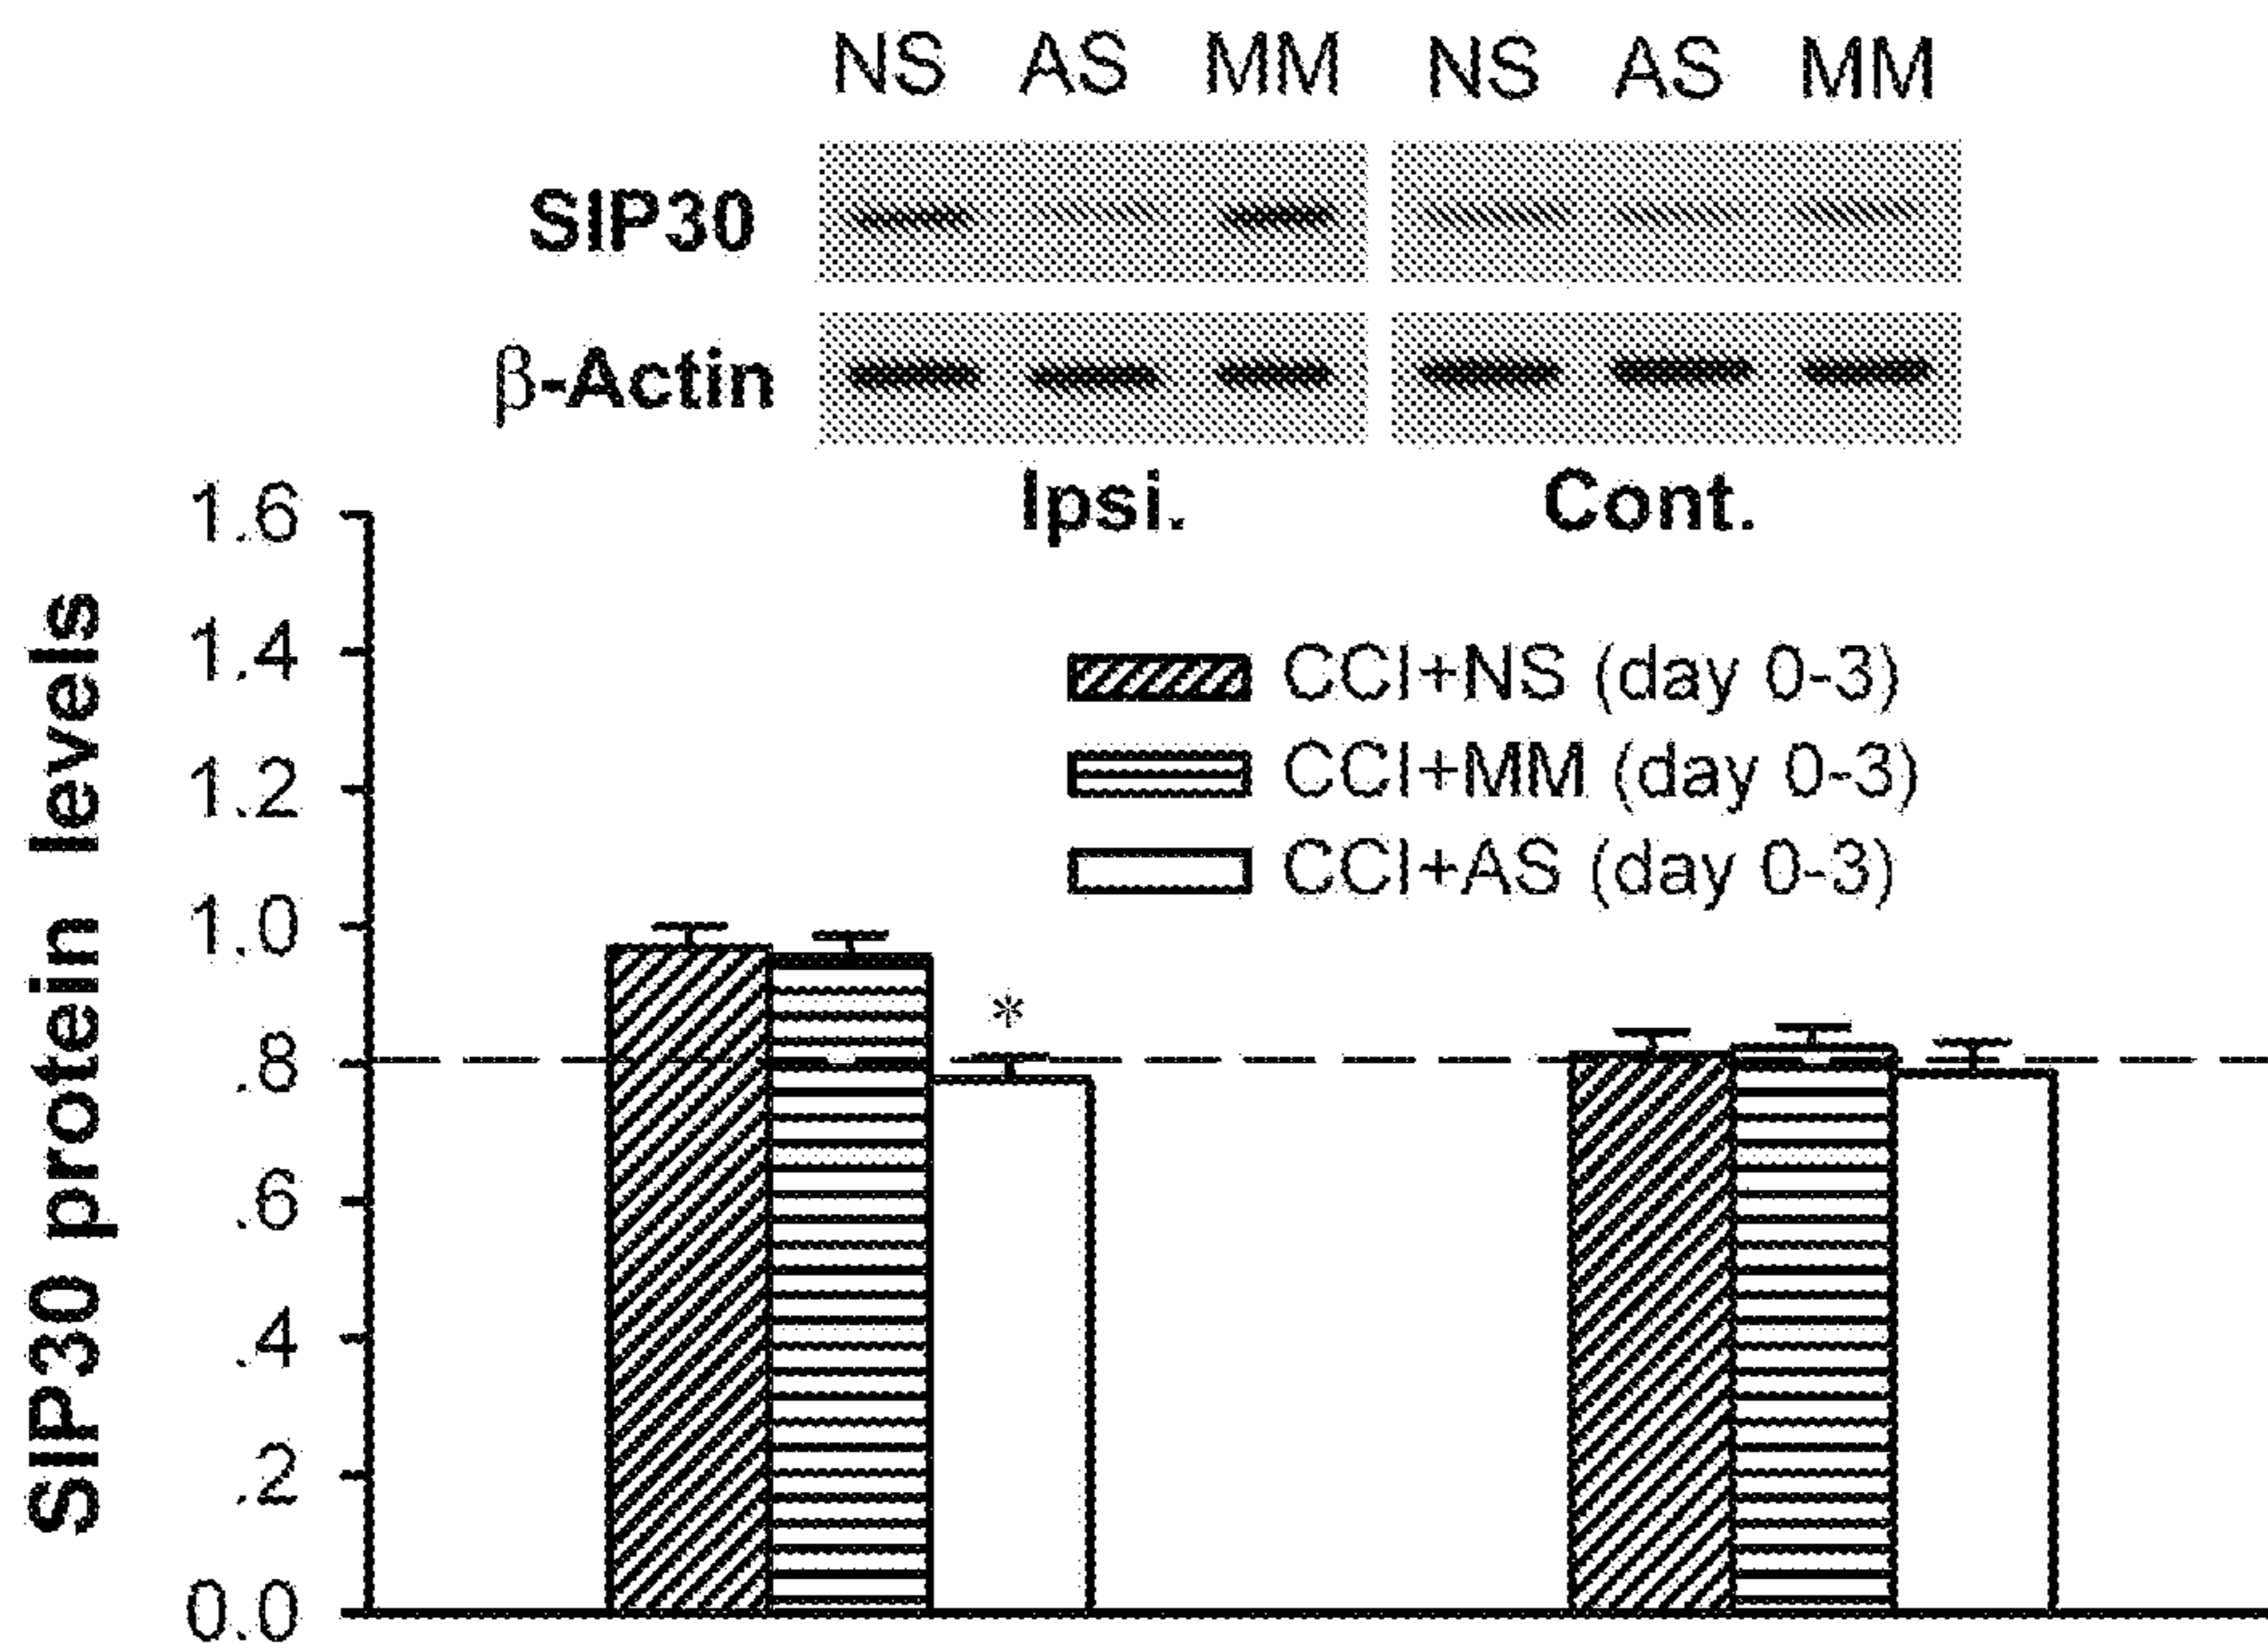 NS AS MM NS AS MM
SIP30
β-Actin
Ipsi. Cont.
SIP30 protein levels
1.6
1.4
1.2
1.0
.8
.6
.4
.2
0.0
CCI+NS (day 0-3)
CCI+MM (day 0-3)
CCI+AS (day 0-3)
*